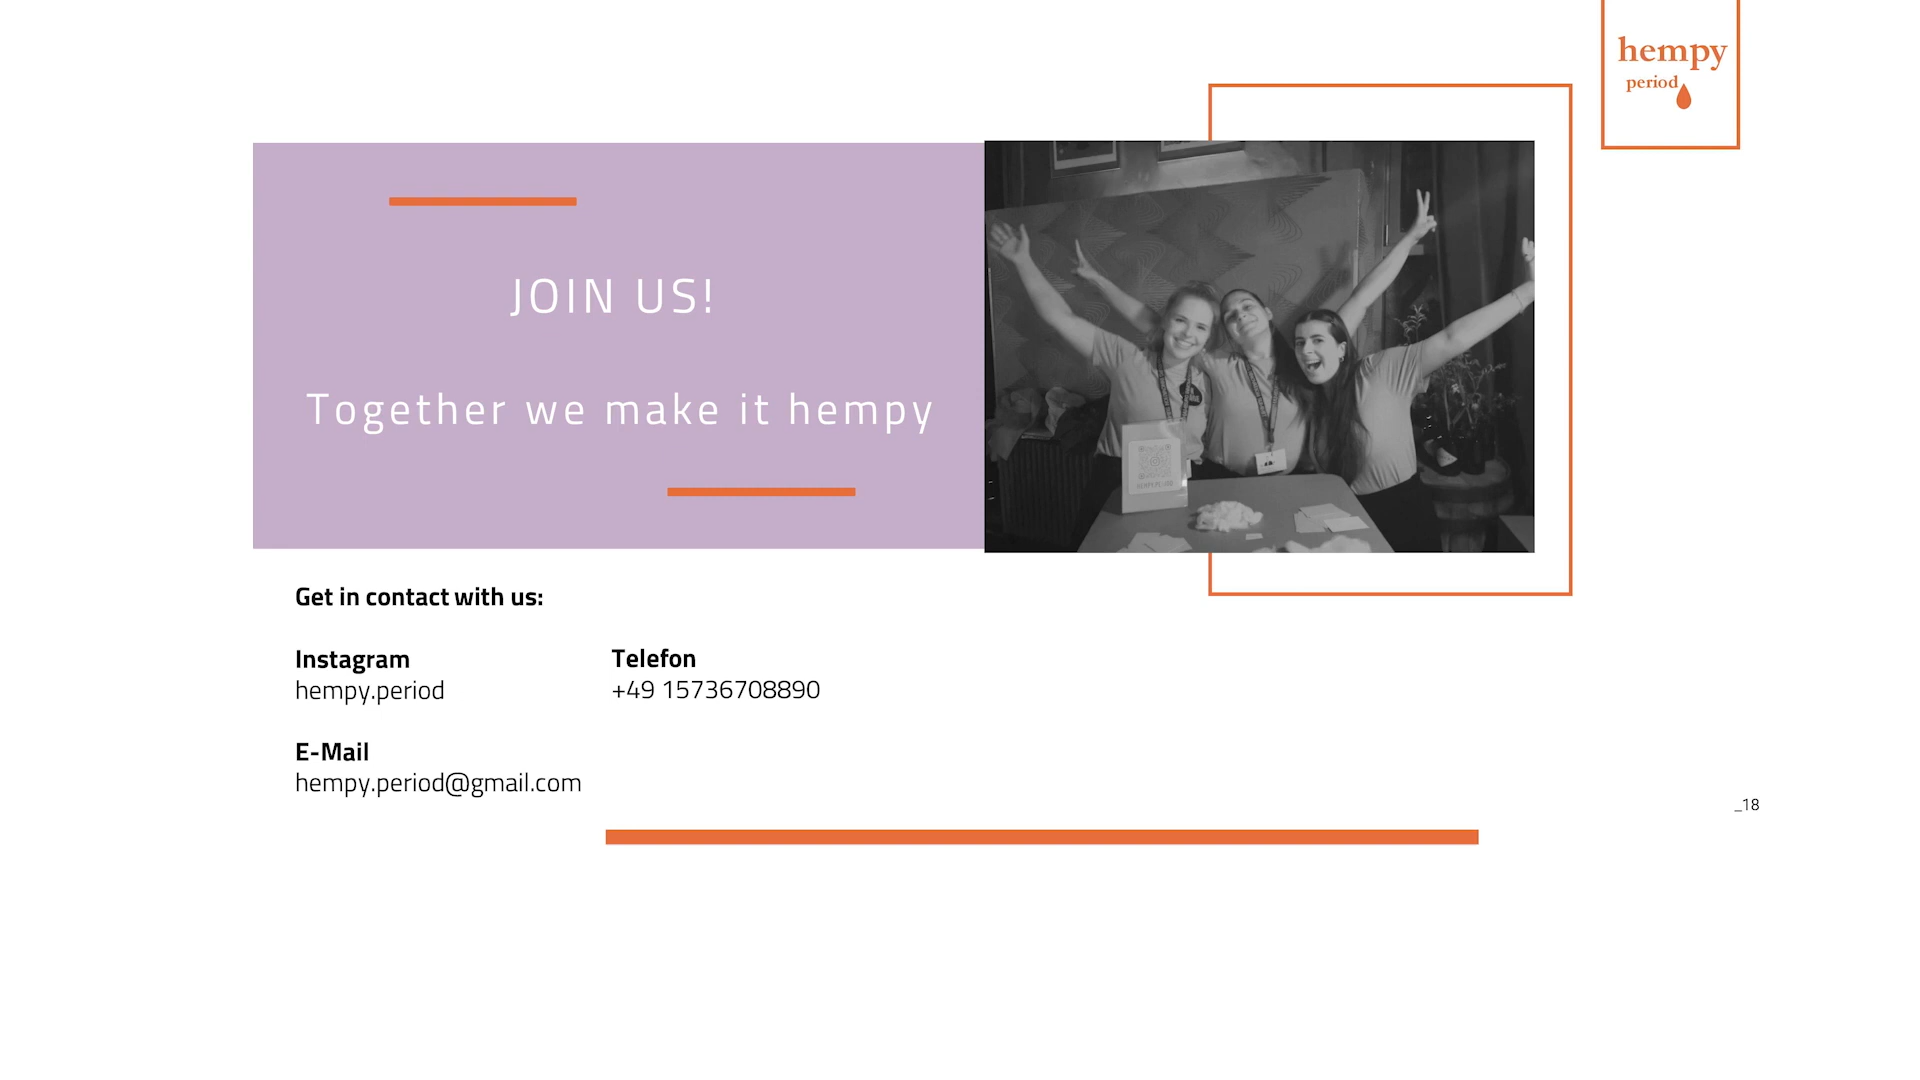 hempy
period
JOIN US!
Together we make it hempy
Get in contact with us:
Instagram
hempy.period
Telefon
+49 15736708890
E-Mail
hempy.period@gmail.com
_18